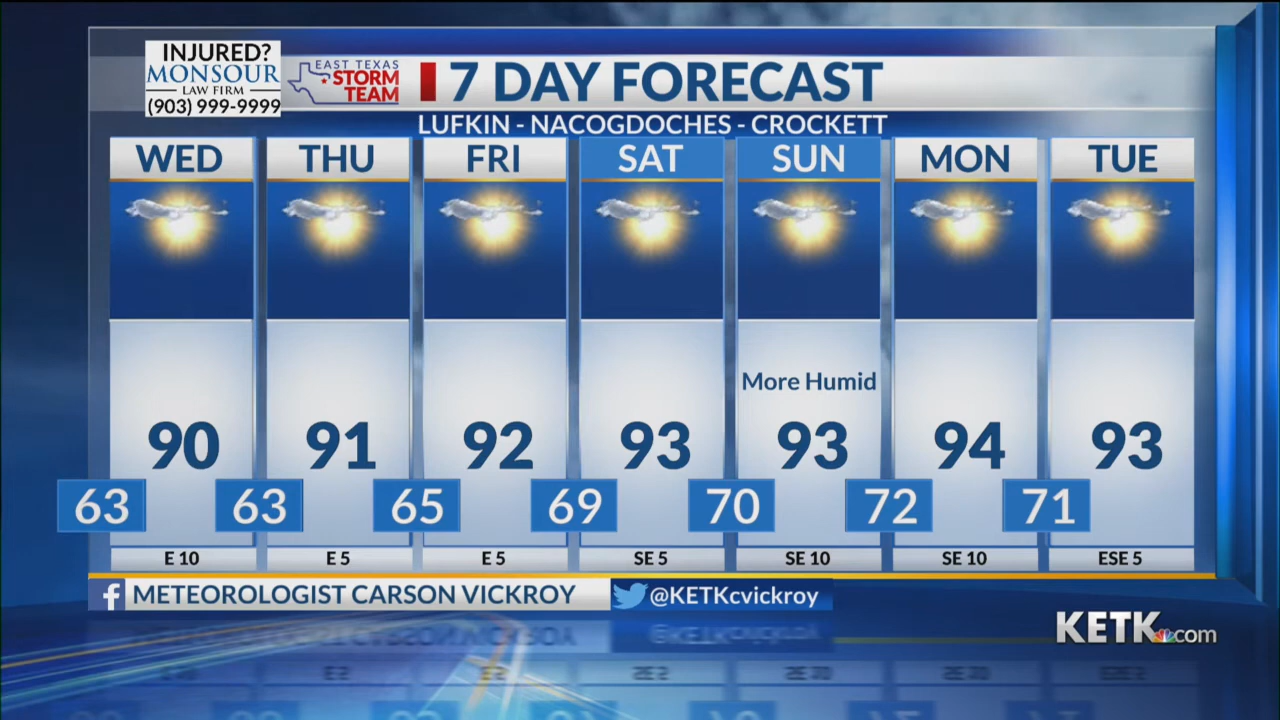 INJURED?
MONSOUR
LAW FIRM
(903) 999-9999
EAST TEXAS
STORM
TEAM
7 DAY FORECAST
LUFKIN - NACOGDOCHES - CROCKETT
WED THU FRI SAT SUN MON TUE
More Humid
90 91 92 93 93 94 93
63 63 65 69 70 72 71
E 10 E 5 E 5 SE 5 SE 10 SE 10 ESE 5
f METEOROLOGIST CARSON VICKROY @KETKcvickroy
KETK.com